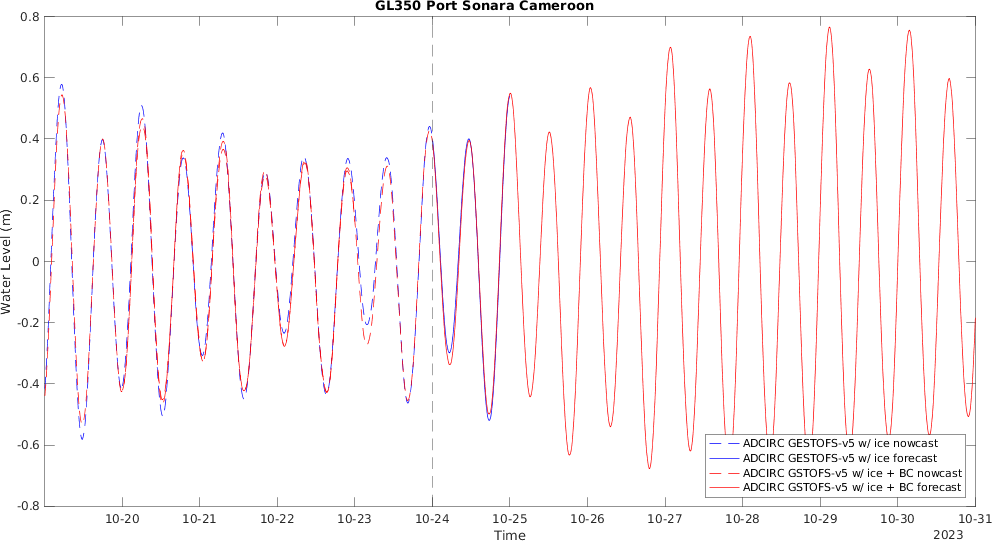 GL350 Port Sonara Cameroon
0.8
0.6
0.4
0.2
0
-0.2
-0.4
-0.6
-0.8
Water Level (m)
ADCIRC GESTOFS-v5 w/ ice nowcast
ADCIRC GESTOFS-v5 w/ ice forecast
ADCIRC GSTOFS-v5 w/ ice + BC nowcast
ADCIRC GSTOFS-v5 w/ ice + BC forecast
10-20 10-21 10-22 10-23 10-24 10-25 10-26 10-27 10-28 10-29 10-30 10-31
Time
2023